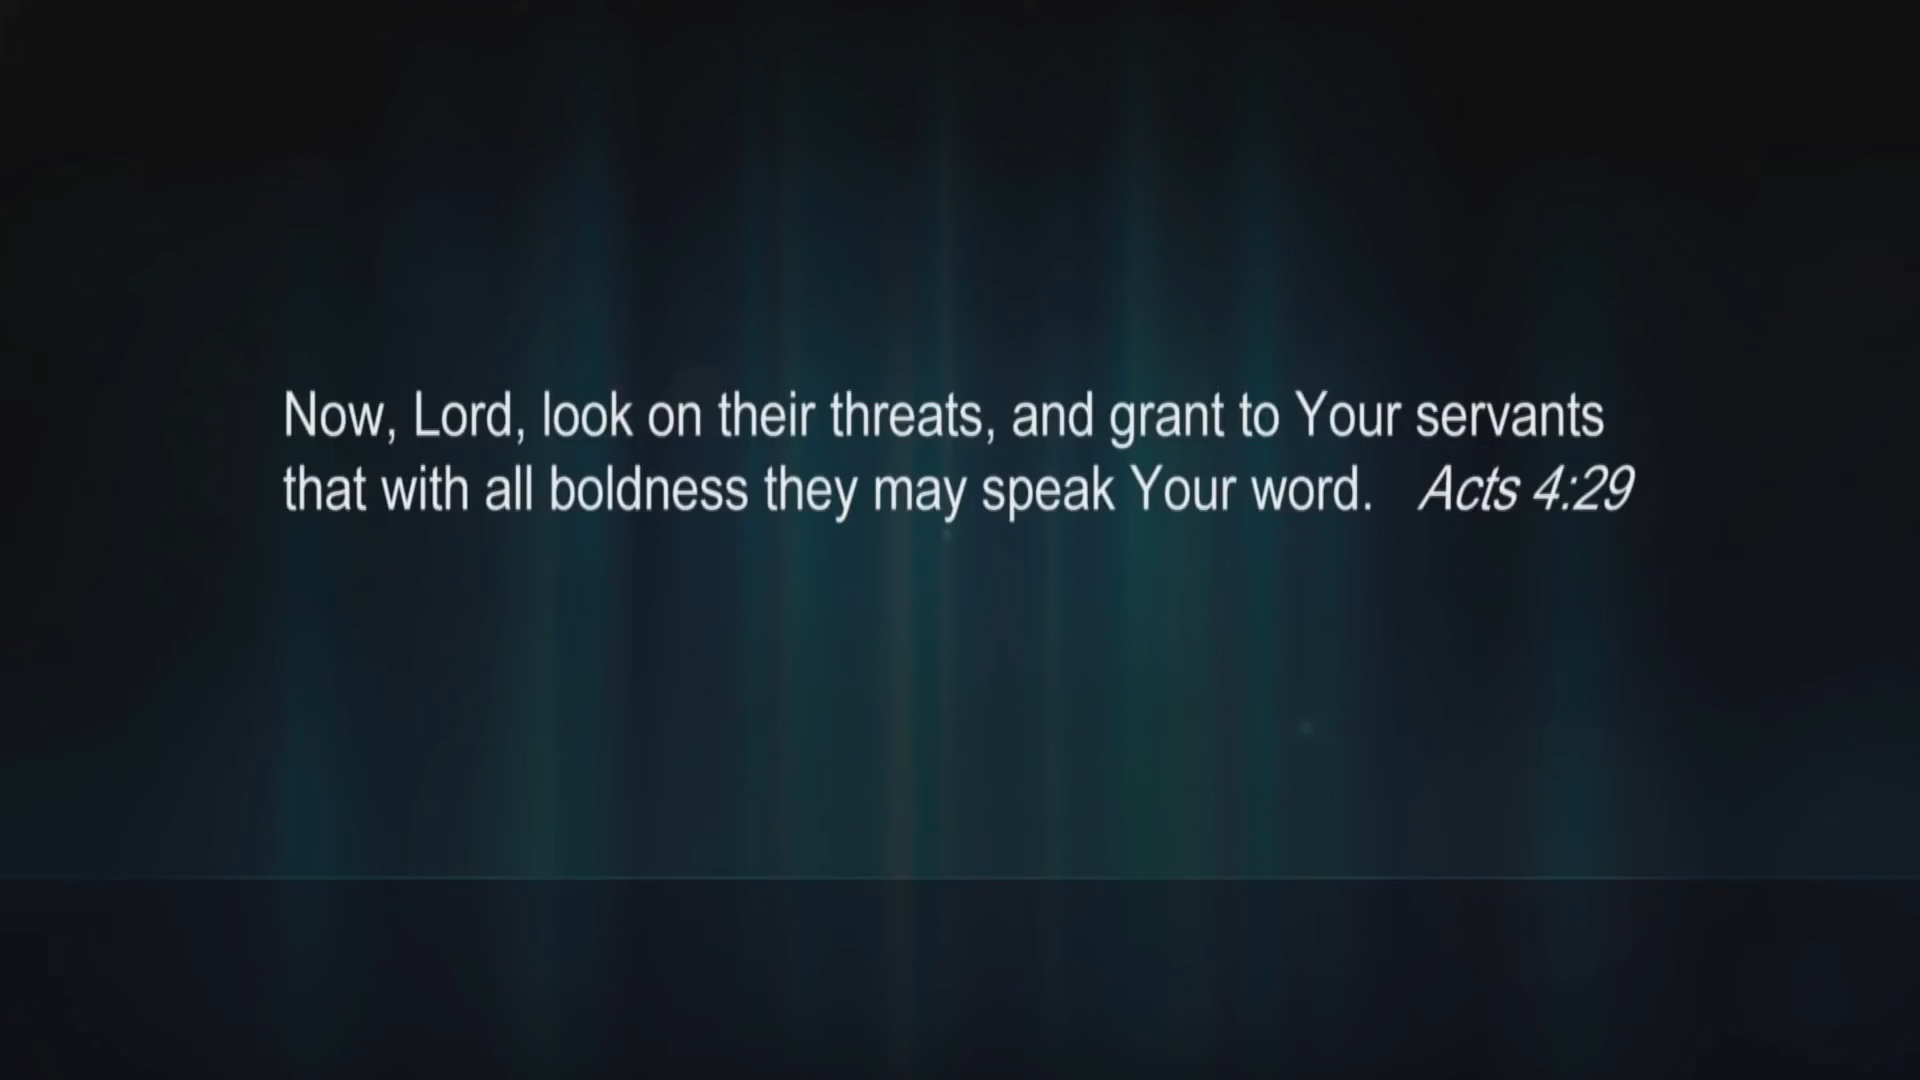 Now, Lord, look on their threats, and grant to Your servants
that with all boldness they may speak Your word. Acts 4:29